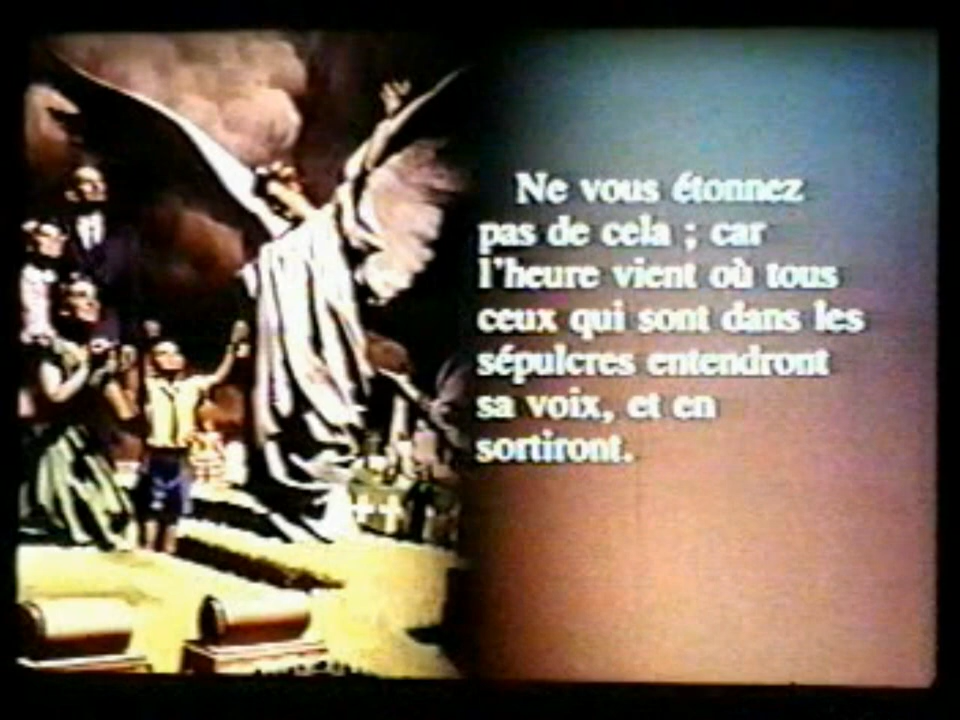 Ne vous étonnez
pas de cela ; car
l'heure vient où tous
ceux qui sont dans les
sépulcres entendront
sa voix, et en
sortiront.